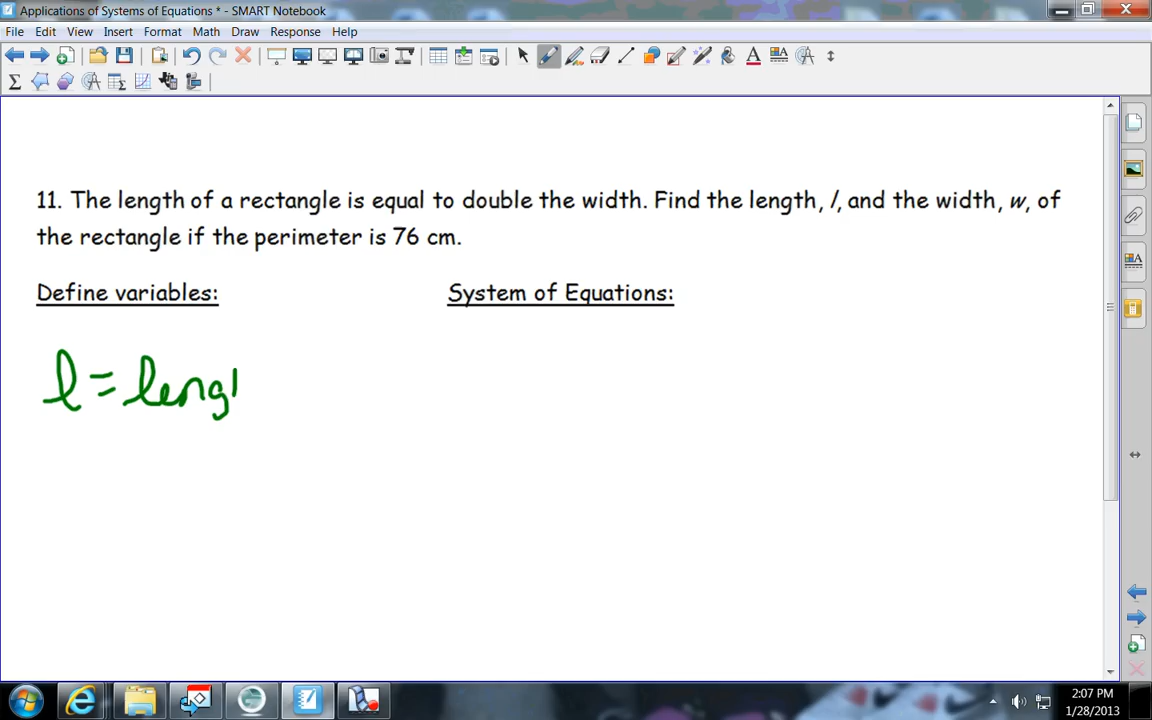 Applications of Systems of Equations * - SMART Notebook
File Edit View Insert Format Math Draw Response Help
11. The length of a rectangle is equal to double the width. Find the length, l, and the width, w, of
the rectangle if the perimeter is 76 cm.
Define variables: System of Equations:
l = leng
2:07 PM
1/28/2013